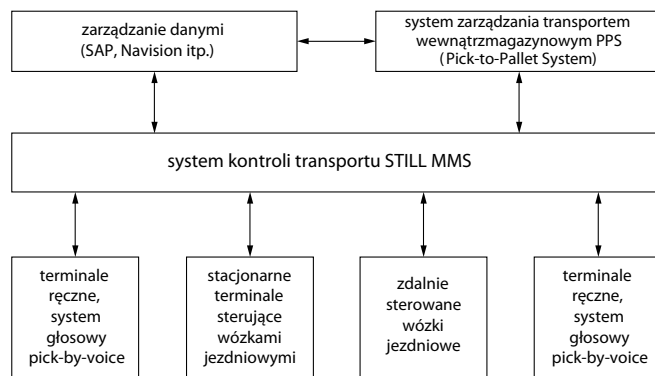 zarządzanie danymi
(SAP, Navision itp.)
system zarządzania transportem
wewnątrzmagazynowym PPS
(Pick-to-Pallet System)
system kontroli transportu STILL MMS
terminale
ręczne,
system
głosowy
pick-by-voice
stacjonarne
terminale
sterujące
wózkami
jezdniowymi
zdalnie
sterowane
wózki
jezdniowe
terminale
ręczne,
system
głosowy
pick-by-voice